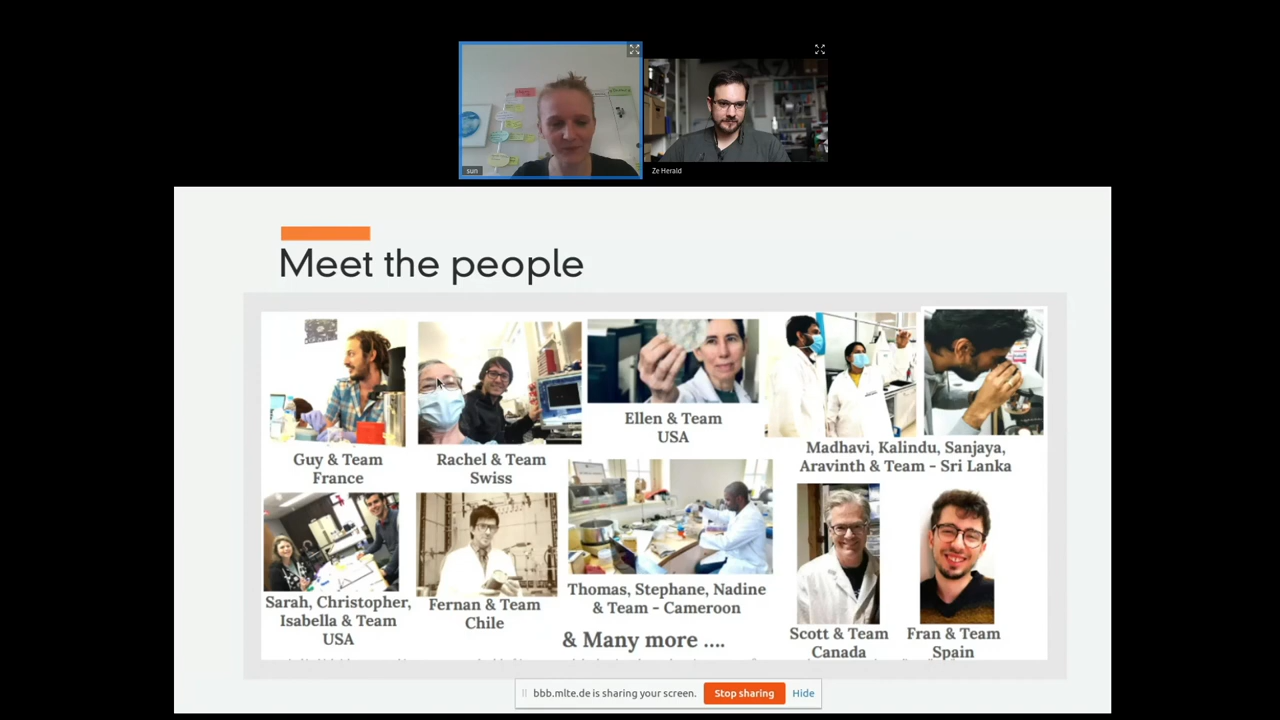 sun
Ze Herald
Meet the people
Guy & Team
France
Rachel & Team
Swiss
Ellen & Team
USA
Madhavi, Kalindu, Sanjaya,
Aravinth & Team - Sri Lanka
Sarah, Christopher,
Isabella & Team
USA
Fernan & Team
Chile
Thomas, Stephane, Nadine
& Team - Cameroon
Scott & Team
Canada
Fran & Team
Spain
& Many more ....
bbb.mlte.de is sharing your screen.
Stop sharing
Hide